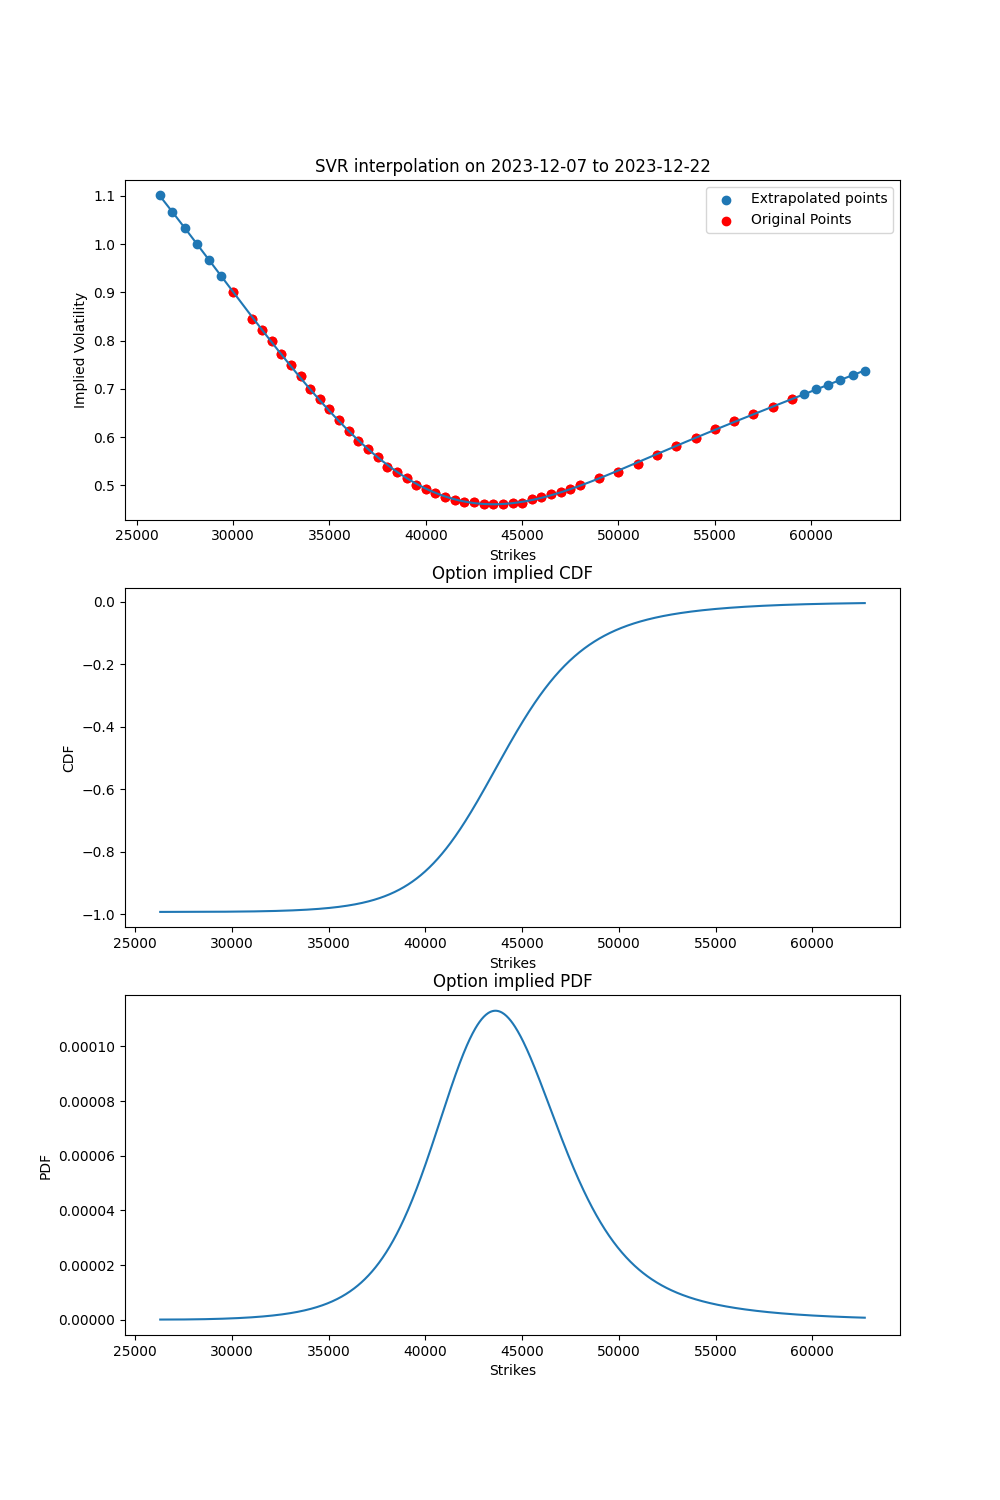 SVR interpolation on 2023-12-07 to 2023-12-22
Extrapolated points
Original Points
1.1
1.0
0.9
0.8
0.7
0.6
0.5
Implied Volatility
25000 30000 35000 40000 45000 50000 55000 60000
Strikes
Option implied CDF
0.0
−0.2
−0.4
−0.6
−0.8
−1.0
CDF
25000 30000 35000 40000 45000 50000 55000 60000
Strikes
Option implied PDF
0.00010
0.00008
0.00006
0.00004
0.00002
0.00000
PDF
25000 30000 35000 40000 45000 50000 55000 60000
Strikes